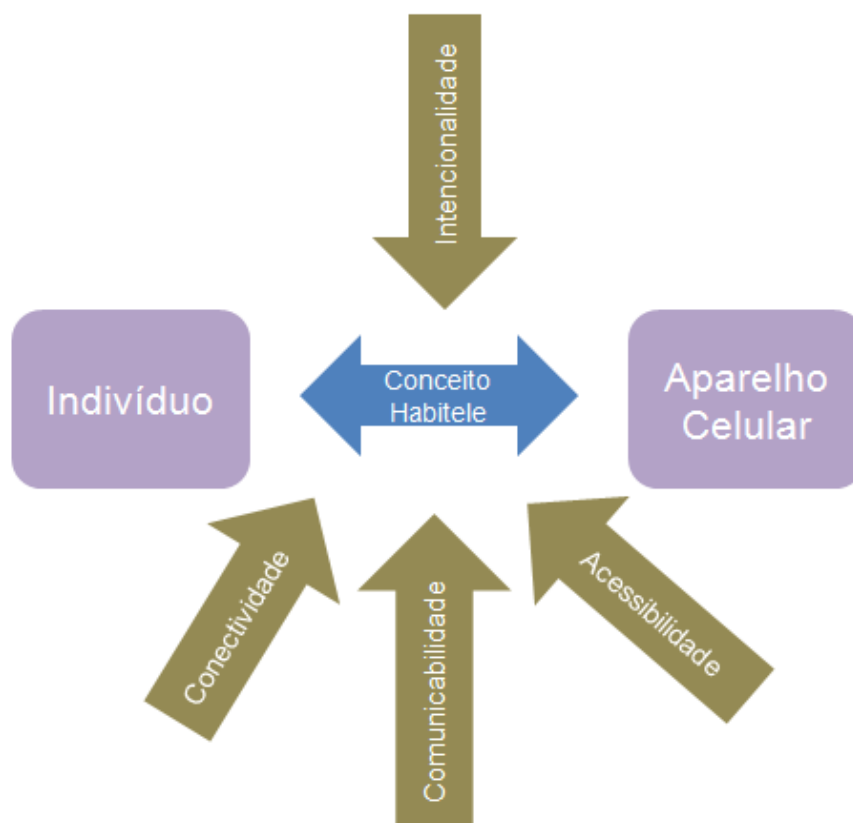 Intencionalidade
Indivíduo
Conceito
Habitele
Aparelho
Celular
Conectividade
Comunicabilidade
Acessibilidade